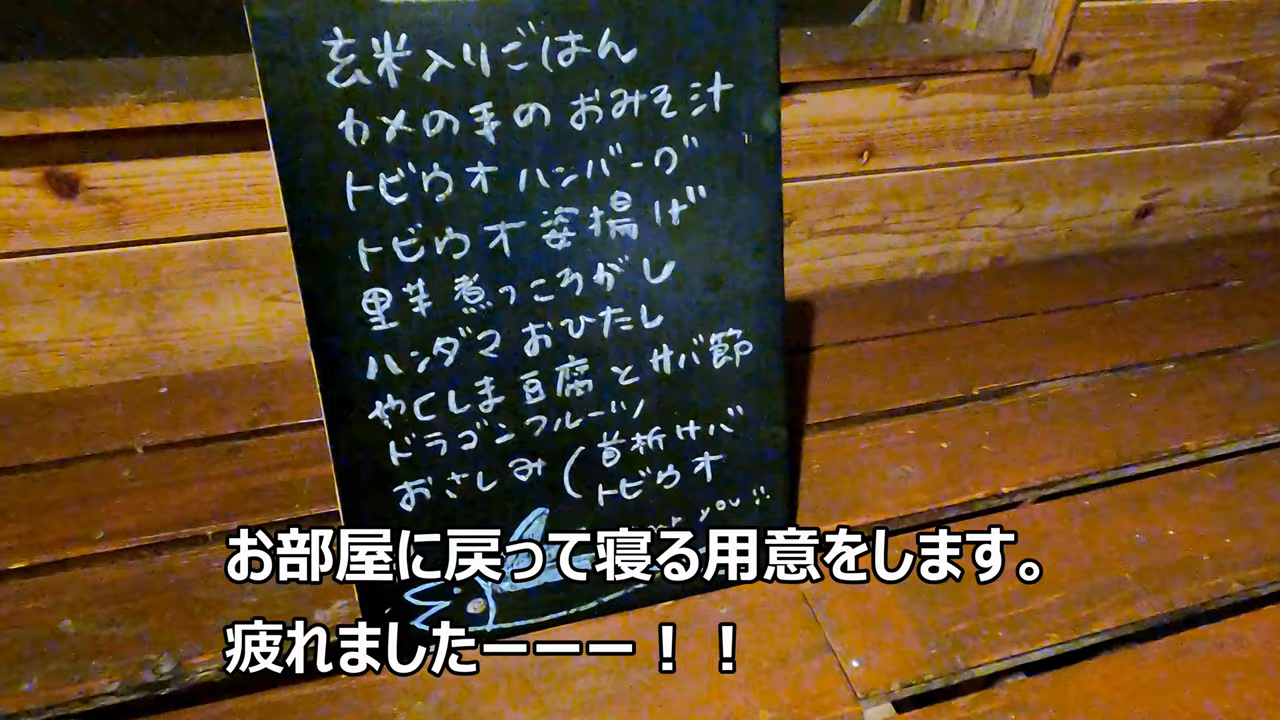 玄米入りごはん
カメの手のおみそ汁
トビウオハンバーグ
トビウオ姿揚げ
里芋煮っころがし
ハンダマおひたし
やくしま豆腐とサバ節
ドラゴンフルーツ
おさしみ(首折サバ
トビウオ
you!!
お部屋に戻って寝る用意をします。
疲れましたーーー！！